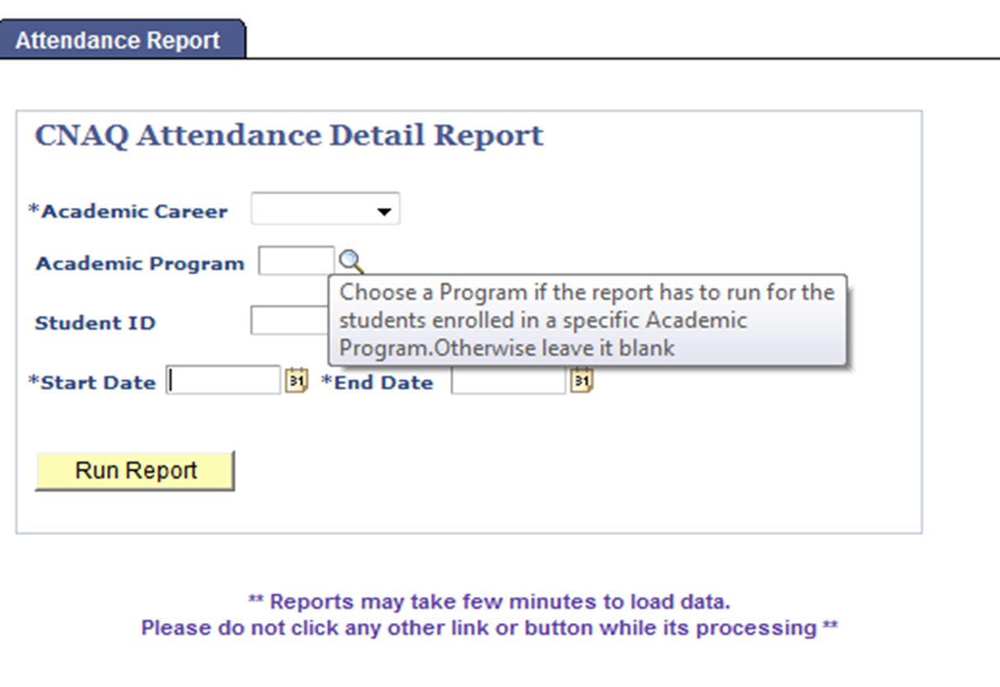 Attendance Report
CNAQ Attendance Detail Report
*Academic Career
Academic Program
Choose a Program if the report has to run for the
students enrolled in a specific Academic
Program.Otherwise leave it blank
Student ID
*Start Date 31 *End Date 31
Run Report
** Reports may take few minutes to load data.
Please do not click any other link or button while its processing **